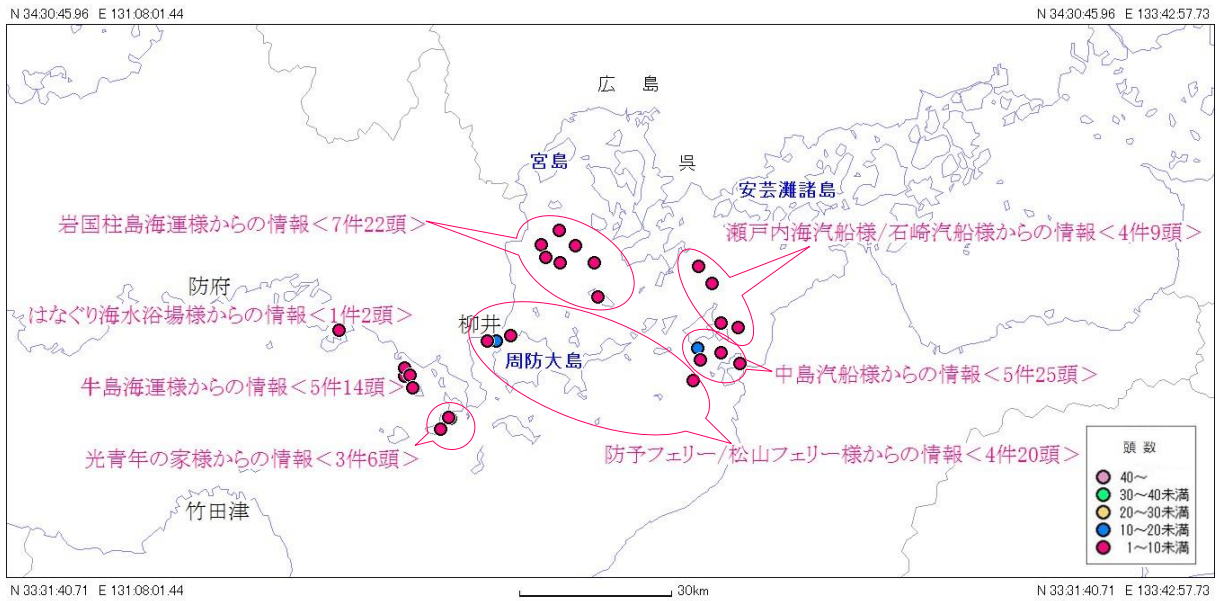 N 34:30:45.96 E 131:08:01.44
N 34:30:45.96 E 133:42:57.73
広 島
宮島
呉
安芸灘諸島
岩国柱島海運様からの情報＜7件22頭＞
瀬戸内海汽船様/石崎汽船様からの情報＜4件9頭＞
防府
はなぐり海水浴場様からの情報＜1件2頭＞
柳井
周防大島
牛島海運様からの情報＜5件14頭＞
中島汽船様からの情報＜5件25頭＞
光青年の家様からの情報＜3件6頭＞
防予フェリー/松山フェリー様からの情報＜4件20頭＞
竹田津
頭 数
40～
30～40未満
20～30未満
10～20未満
1～10未満
N 33:31:40.71 E 131:08:01.44
30km
N 33:31:40.71 E 133:42:57.73